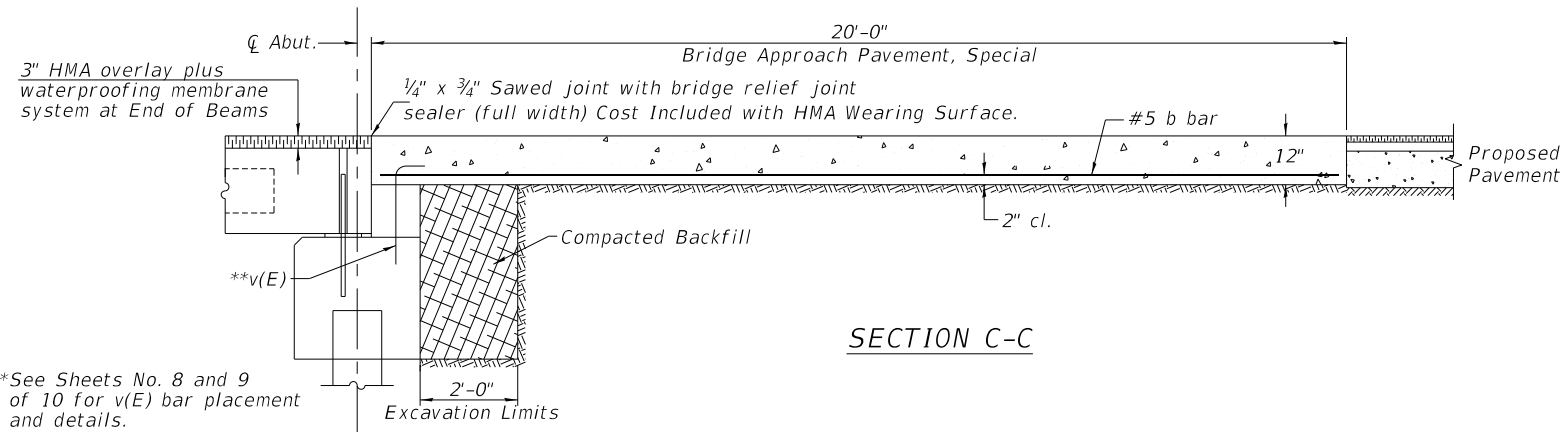 ℄ Abut.
20'-0"
Bridge Approach Pavement, Special
3" HMA overlay plus
waterproofing membrane
system at End of Beams
¼" x ¾" Sawed joint with bridge relief joint
sealer (full width) Cost Included with HMA Wearing Surface.
#5 b bar
12"
Proposed
Pavement
2" cl.
Compacted Backfill
**v(E)
SECTION C-C
*See Sheets No. 8 and 9
of 10 for v(E) bar placement
and details.
2'-0"
Excavation Limits